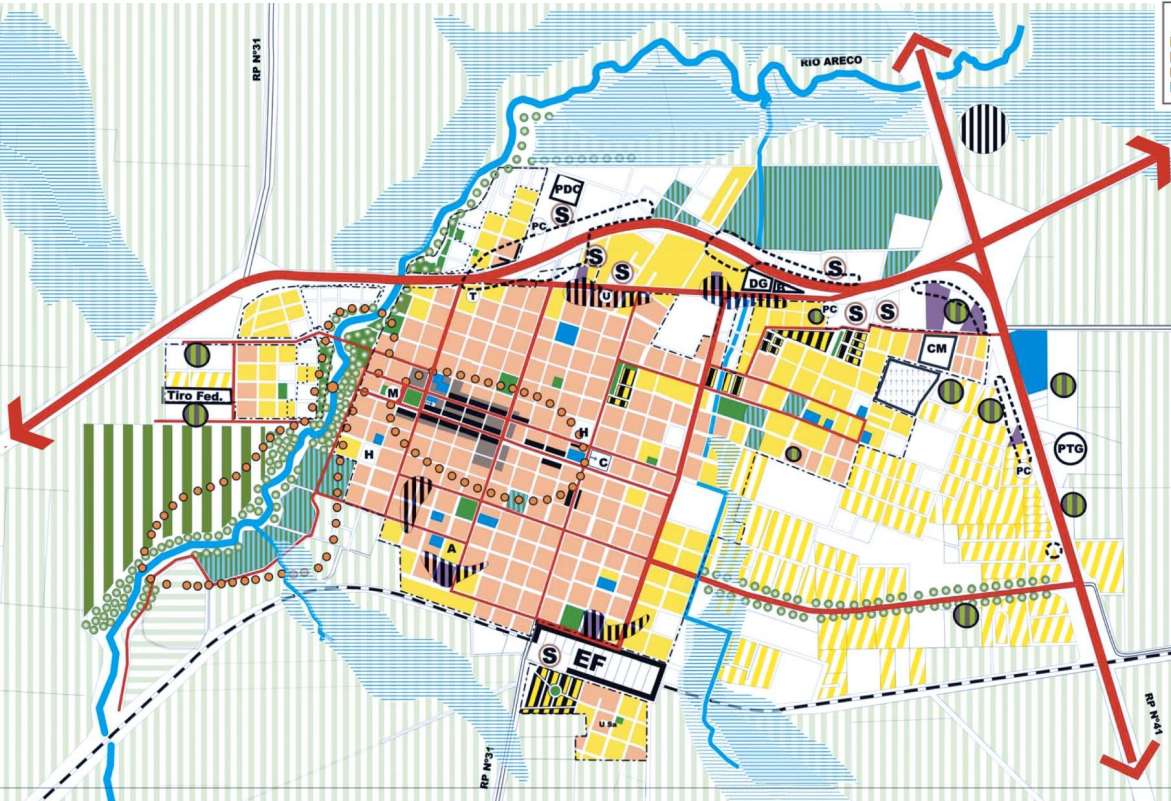 RP Nº31
RIO ARECO
PDC
S
PC
S
S
S
T
U
DG
PC
S
S
CM
Tiro Fed.
M
H
H
C
PTG
PC
A
S
EF
U Sa
RP Nº31
RP Nº41